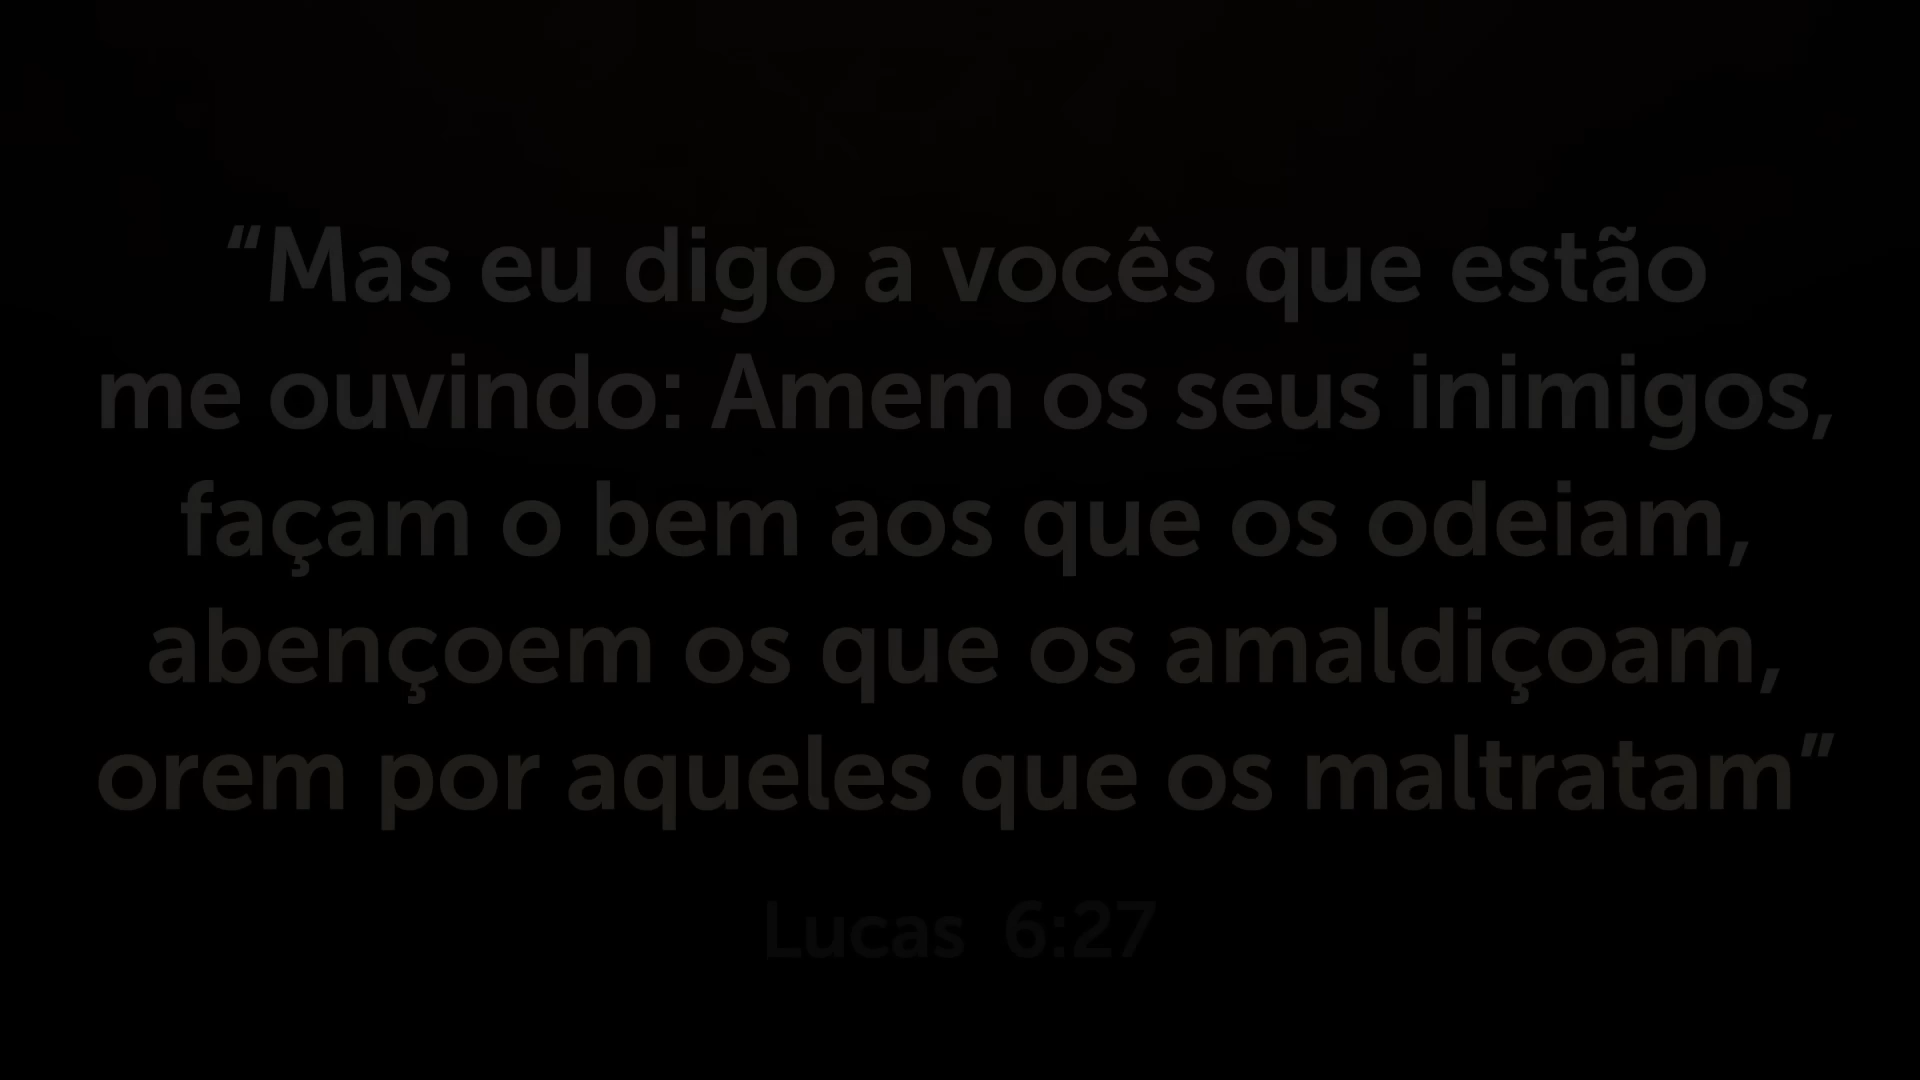 “Mas eu digo a vocês que estão
me ouvindo: Amem os seus inimigos,
façam o bem aos que os odeiam,
abençoem os que os amaldiçoam,
orem por aqueles que os maltratam”
Lucas 6:27